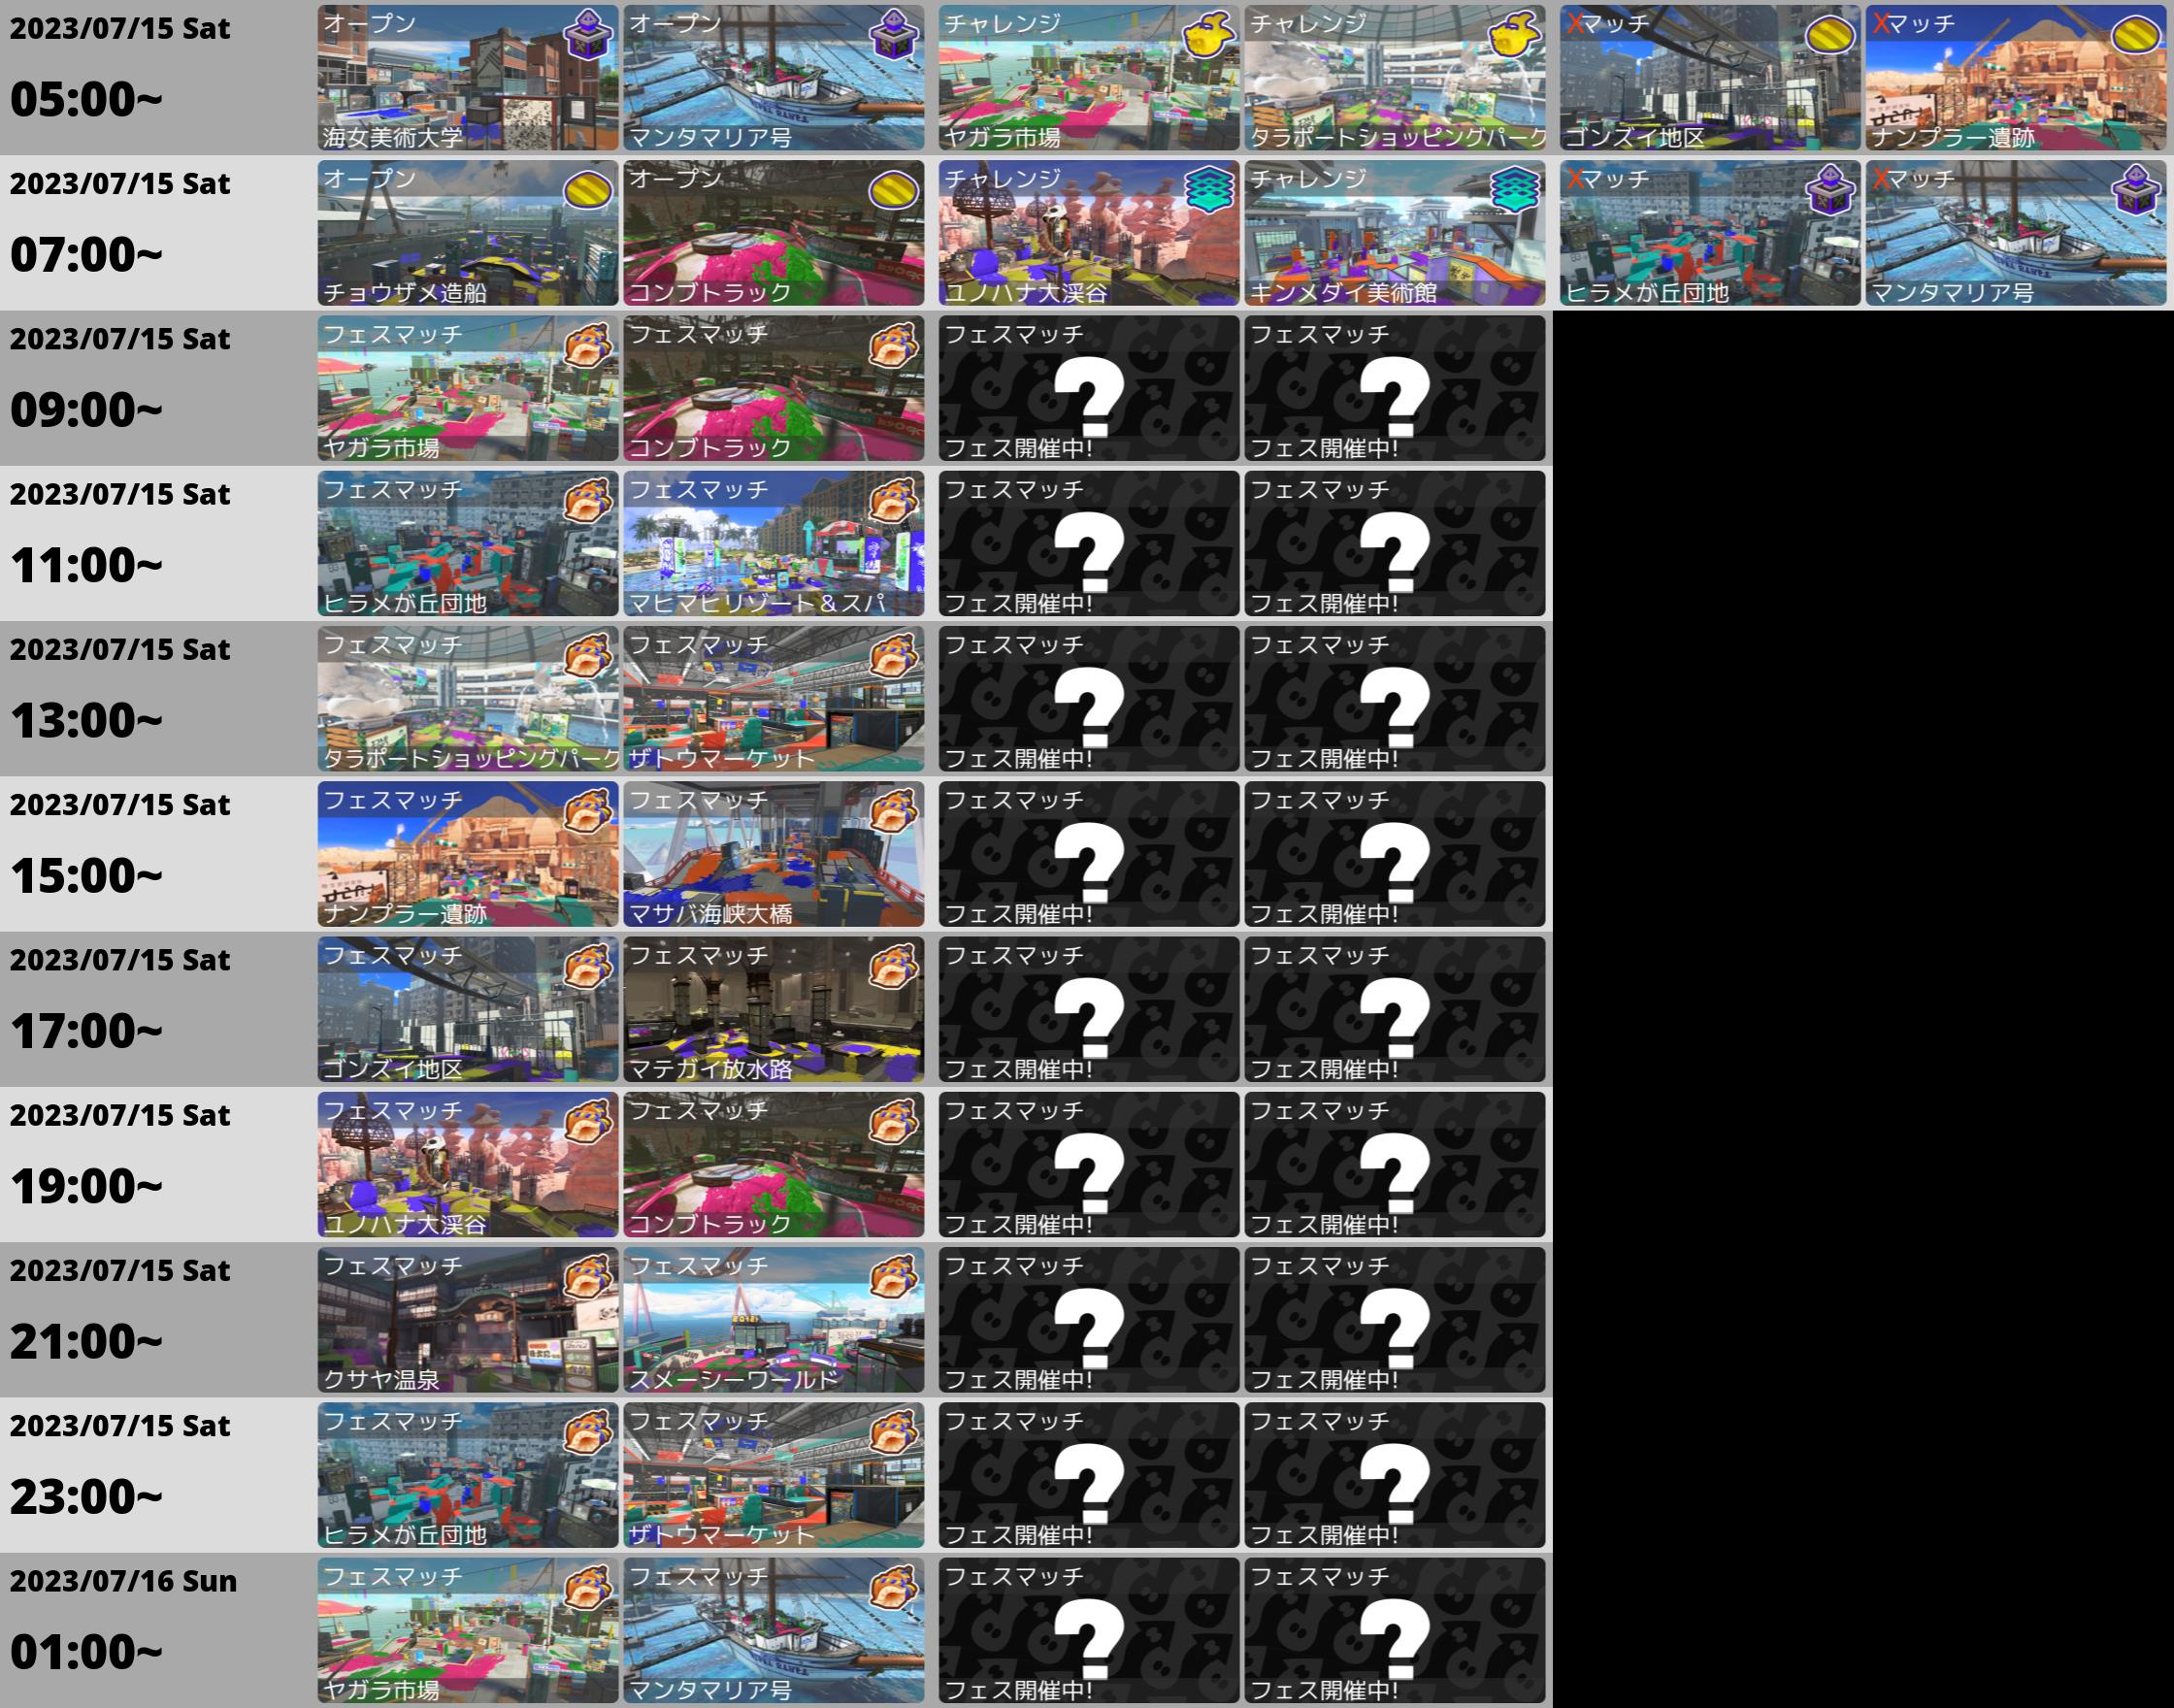 2023/07/15 Sat
05:00~
オープン
海女美術大学
オープン
マンタマリア号
チャレンジ
ヤガラ市場
チャレンジ
タラポートショッピングパーク
Xマッチ
ゴンズイ地区
Xマッチ
ナンプラー遺跡
2023/07/15 Sat
07:00~
オープン
チョウザメ造船
オープン
コンブトラック
チャレンジ
ユノハナ大渓谷
チャレンジ
キンメダイ美術館
Xマッチ
ヒラメが丘団地
Xマッチ
マンタマリア号
2023/07/15 Sat
09:00~
フェスマッチ
ヤガラ市場
フェスマッチ
コンブトラック
フェスマッチ
?
フェス開催中!
フェスマッチ
?
フェス開催中!
2023/07/15 Sat
11:00~
フェスマッチ
ヒラメが丘団地
フェスマッチ
マヒマヒリゾート&スパ
フェスマッチ
?
フェス開催中!
フェスマッチ
?
フェス開催中!
2023/07/15 Sat
13:00~
フェスマッチ
タラポートショッピングパーク
フェスマッチ
ザトウマーケット
フェスマッチ
?
フェス開催中!
フェスマッチ
?
フェス開催中!
2023/07/15 Sat
15:00~
フェスマッチ
ナンプラー遺跡
フェスマッチ
マサバ海峡大橋
フェスマッチ
?
フェス開催中!
フェスマッチ
?
フェス開催中!
2023/07/15 Sat
17:00~
フェスマッチ
ゴンズイ地区
フェスマッチ
マテガイ放水路
フェスマッチ
?
フェス開催中!
フェスマッチ
?
フェス開催中!
2023/07/15 Sat
19:00~
フェスマッチ
ユノハナ大渓谷
フェスマッチ
コンブトラック
フェスマッチ
?
フェス開催中!
フェスマッチ
?
フェス開催中!
2023/07/15 Sat
21:00~
フェスマッチ
クサヤ温泉
フェスマッチ
スメーシーワールド
フェスマッチ
?
フェス開催中!
フェスマッチ
?
フェス開催中!
2023/07/15 Sat
23:00~
フェスマッチ
ヒラメが丘団地
フェスマッチ
ザトウマーケット
フェスマッチ
?
フェス開催中!
フェスマッチ
?
フェス開催中!
2023/07/16 Sun
01:00~
フェスマッチ
ヤガラ市場
フェスマッチ
マンタマリア号
フェスマッチ
?
フェス開催中!
フェスマッチ
?
フェス開催中!